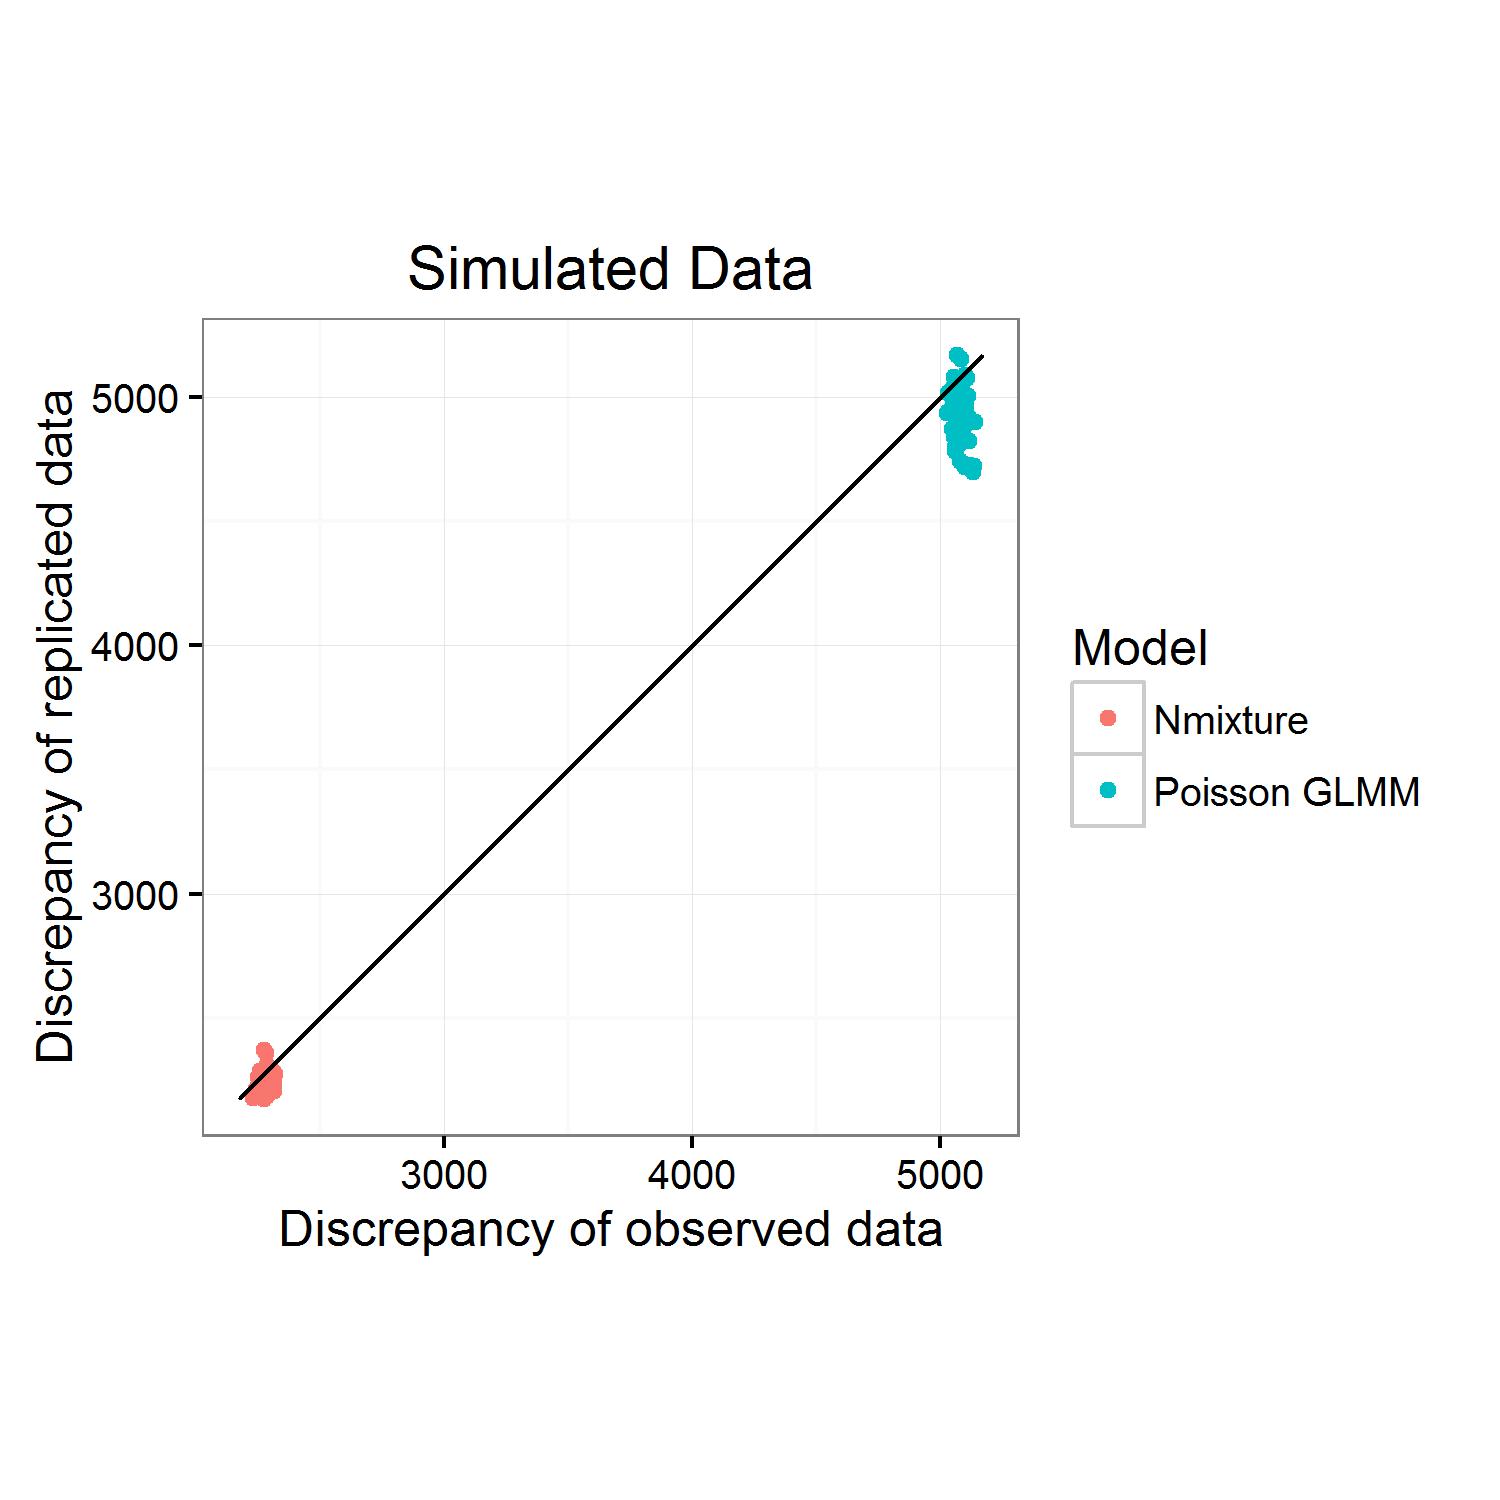 Simulated Data
Discrepancy of replicated data
5000
4000
3000
3000 4000 5000
Discrepancy of observed data
Model
Nmixture
Poisson GLMM